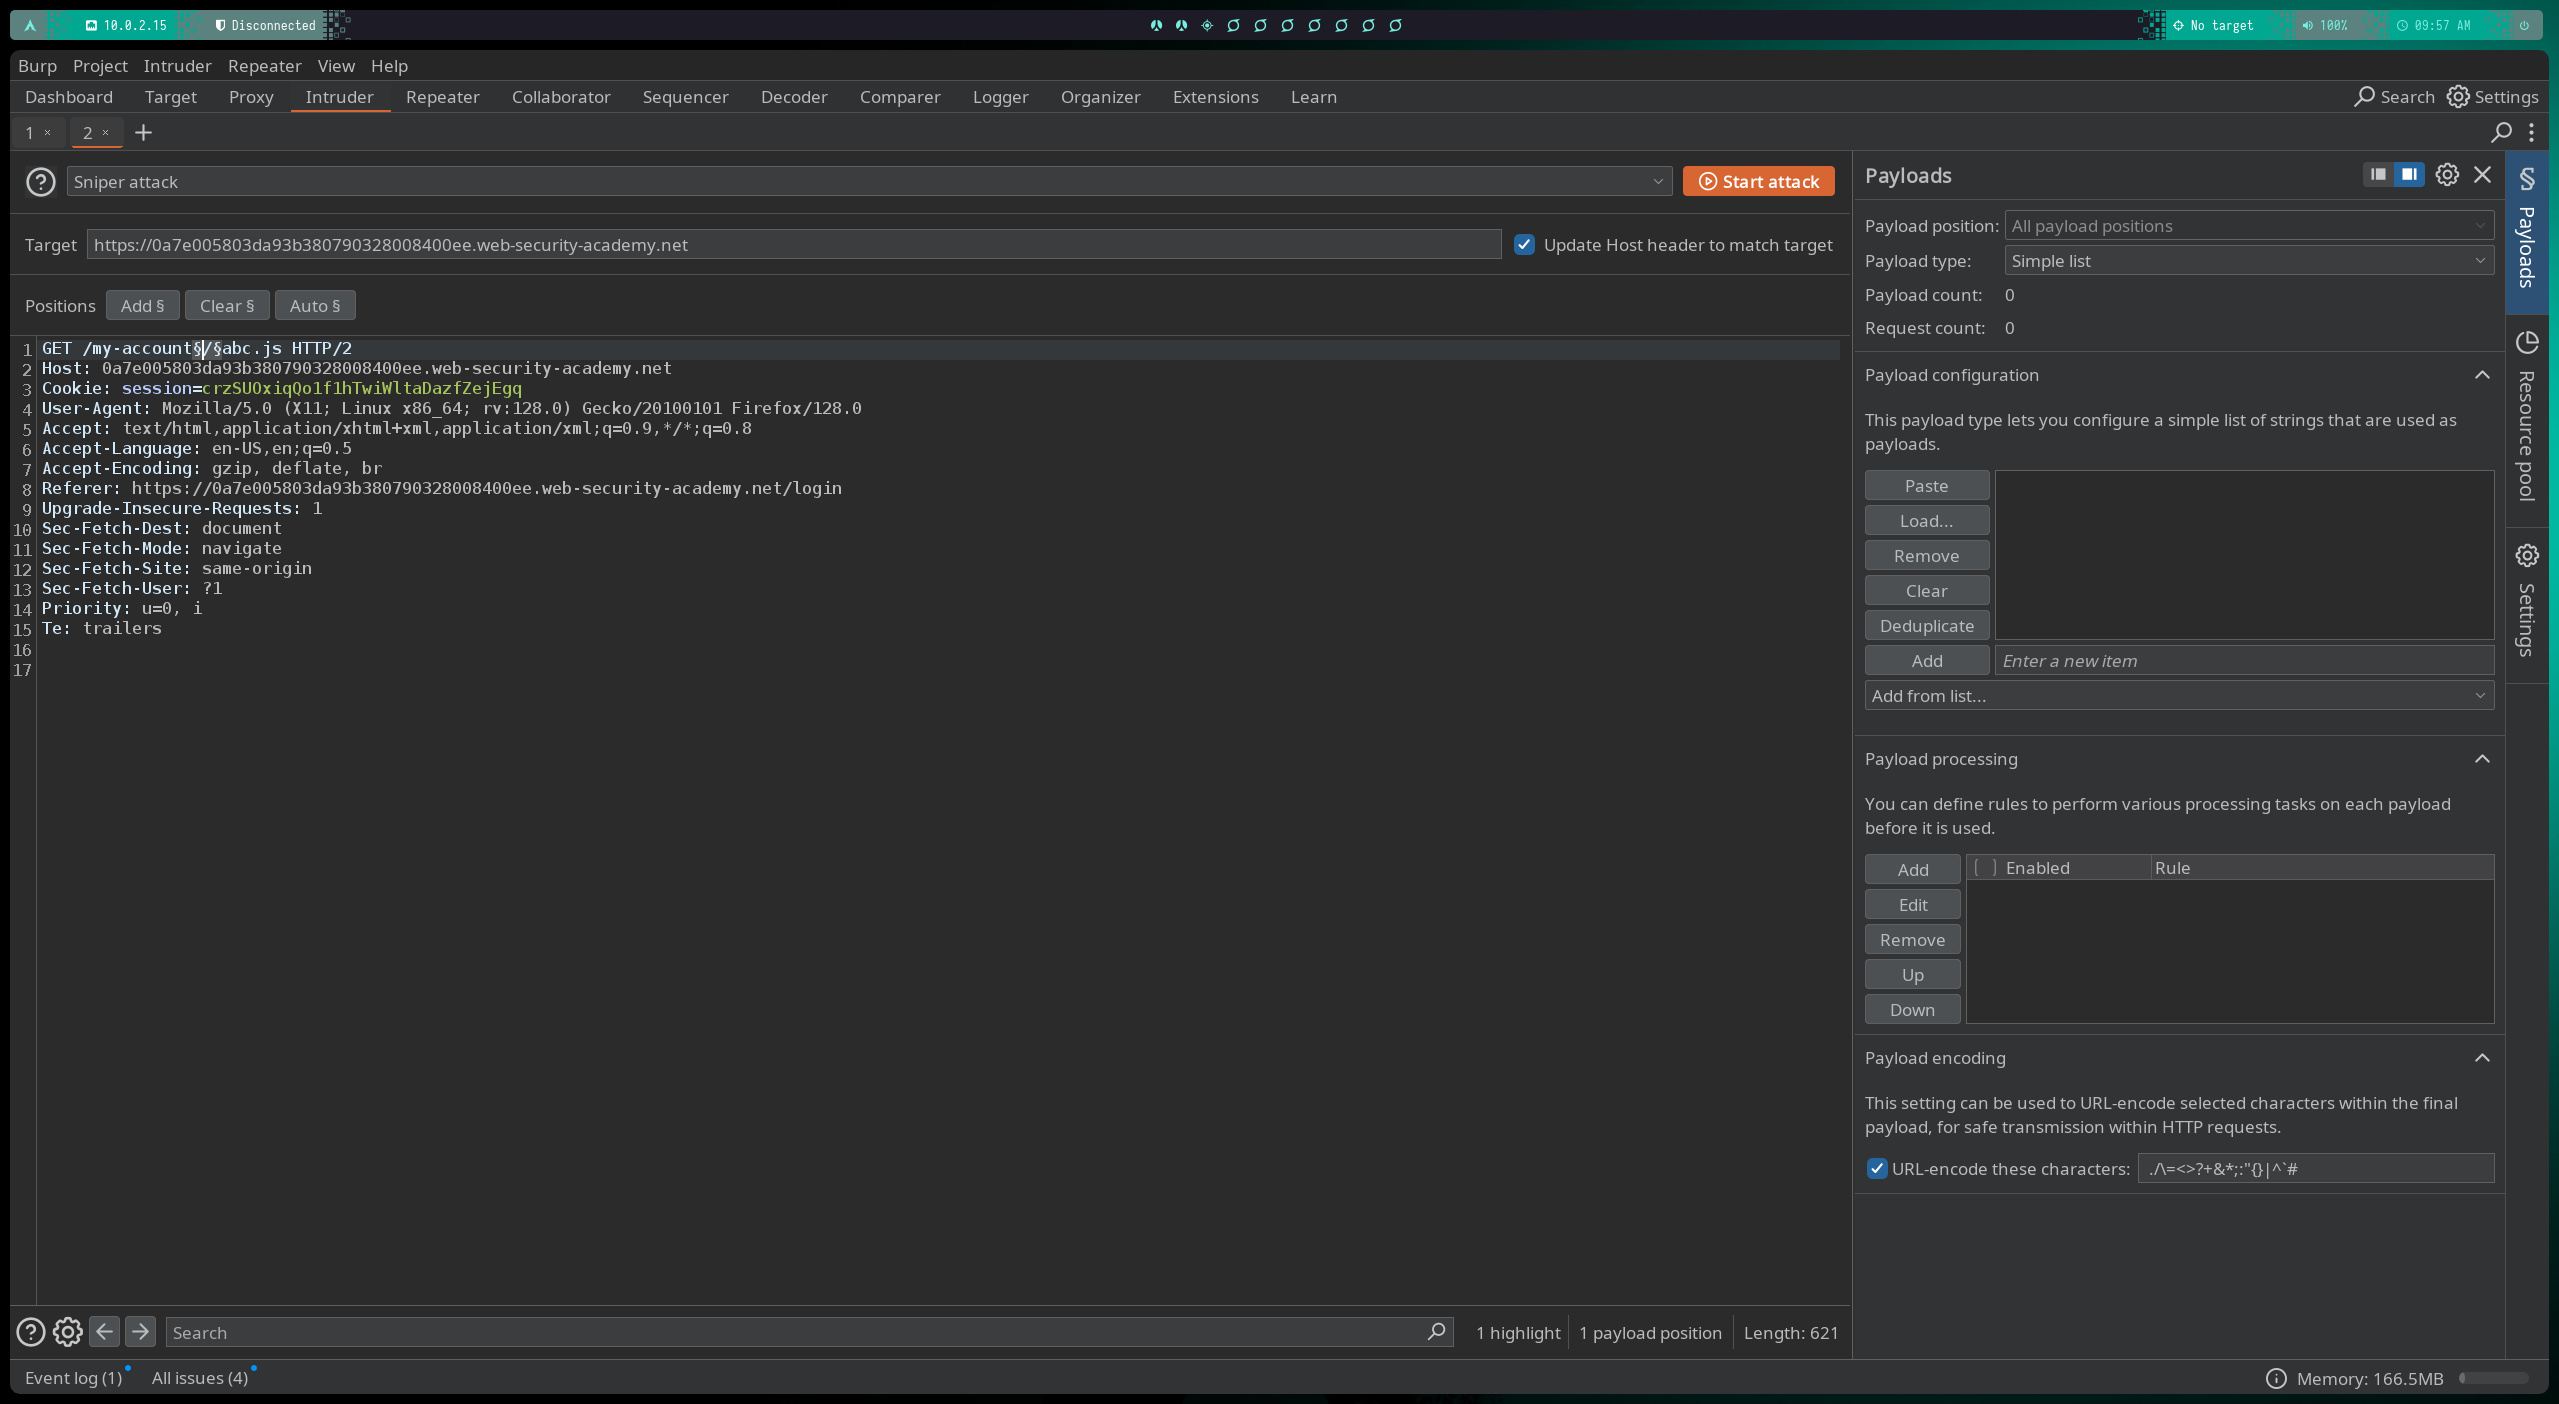 10.0.2.15 Disconnected No target 100% 09:57 AM
Burp Project Intruder Repeater View Help
Dashboard Target Proxy Intruder Repeater Collaborator Sequencer Decoder Comparer Logger Organizer Extensions Learn Search Settings
1 × 2 × +
Sniper attack Start attack
Target https://0a7e005803da93b380790328008400ee.web-security-academy.net Update Host header to match target
Positions Add § Clear § Auto §
1 GET /my-account§/§abc.js HTTP/2
2 Host: 0a7e005803da93b380790328008400ee.web-security-academy.net
3 Cookie: session=crzSUOxiqQo1f1hTwiWltaDazfZejEgq
4 User-Agent: Mozilla/5.0 (X11; Linux x86_64; rv:128.0) Gecko/20100101 Firefox/128.0
5 Accept: text/html,application/xhtml+xml,application/xml;q=0.9,*/*;q=0.8
6 Accept-Language: en-US,en;q=0.5
7 Accept-Encoding: gzip, deflate, br
8 Referer: https://0a7e005803da93b380790328008400ee.web-security-academy.net/login
9 Upgrade-Insecure-Requests: 1
10 Sec-Fetch-Dest: document
11 Sec-Fetch-Mode: navigate
12 Sec-Fetch-Site: same-origin
13 Sec-Fetch-User: ?1
14 Priority: u=0, i
15 Te: trailers
16
17
Search 1 highlight 1 payload position Length: 621
Payloads
Payload position: All payload positions
Payload type: Simple list
Payload count: 0
Request count: 0
Payload configuration
This payload type lets you configure a simple list of strings that are used as
payloads.
Paste
Load...
Remove
Clear
Deduplicate
Add Enter a new item
Add from list...
Payload processing
You can define rules to perform various processing tasks on each payload
before it is used.
Add Enabled Rule
Edit
Remove
Up
Down
Payload encoding
This setting can be used to URL-encode selected characters within the final
payload, for safe transmission within HTTP requests.
URL-encode these characters: ./\=<>?+&*;:"{}|^`#
§ Payloads
Resource pool
Settings
Event log (1) All issues (4) Memory: 166.5MB